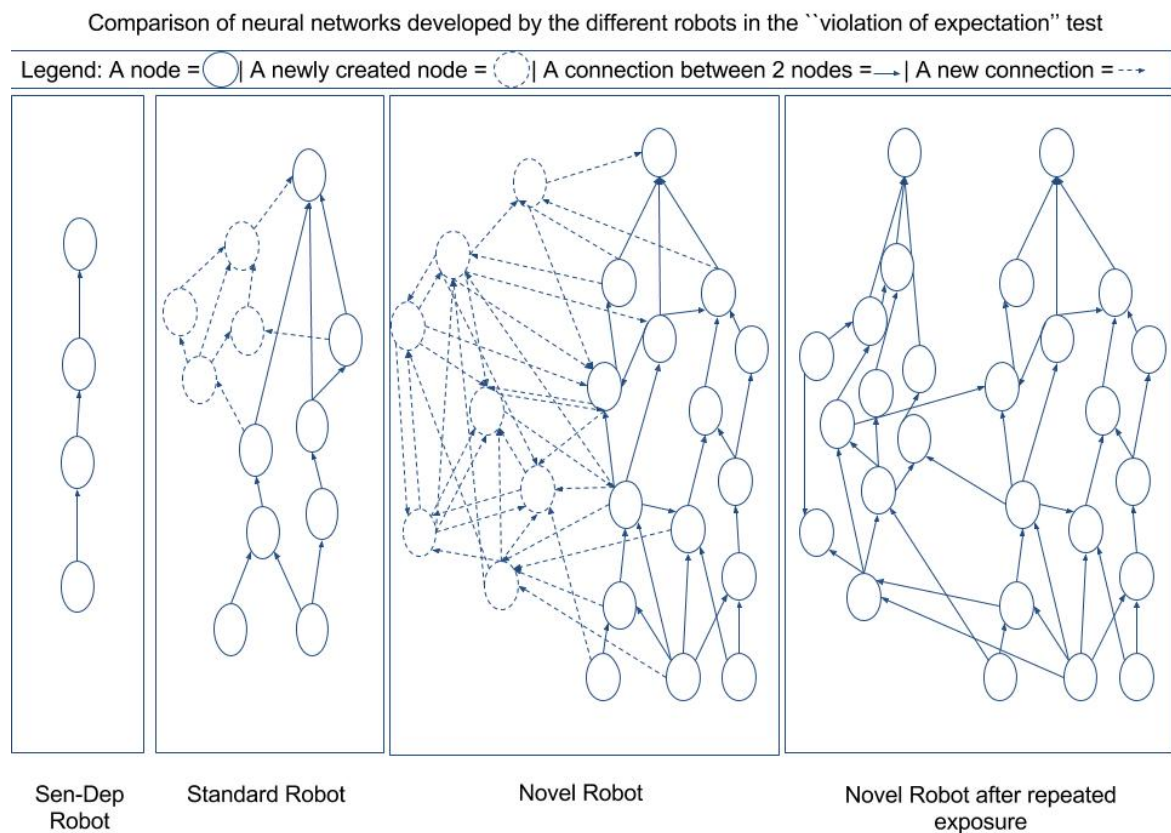 Comparison of neural networks developed by the different robots in the ``violation of expectation'' test
Legend: A node = | A newly created node = | A connection between 2 nodes = | A new connection =
Sen-Dep
Robot
Standard Robot
Novel Robot
Novel Robot after repeated
exposure